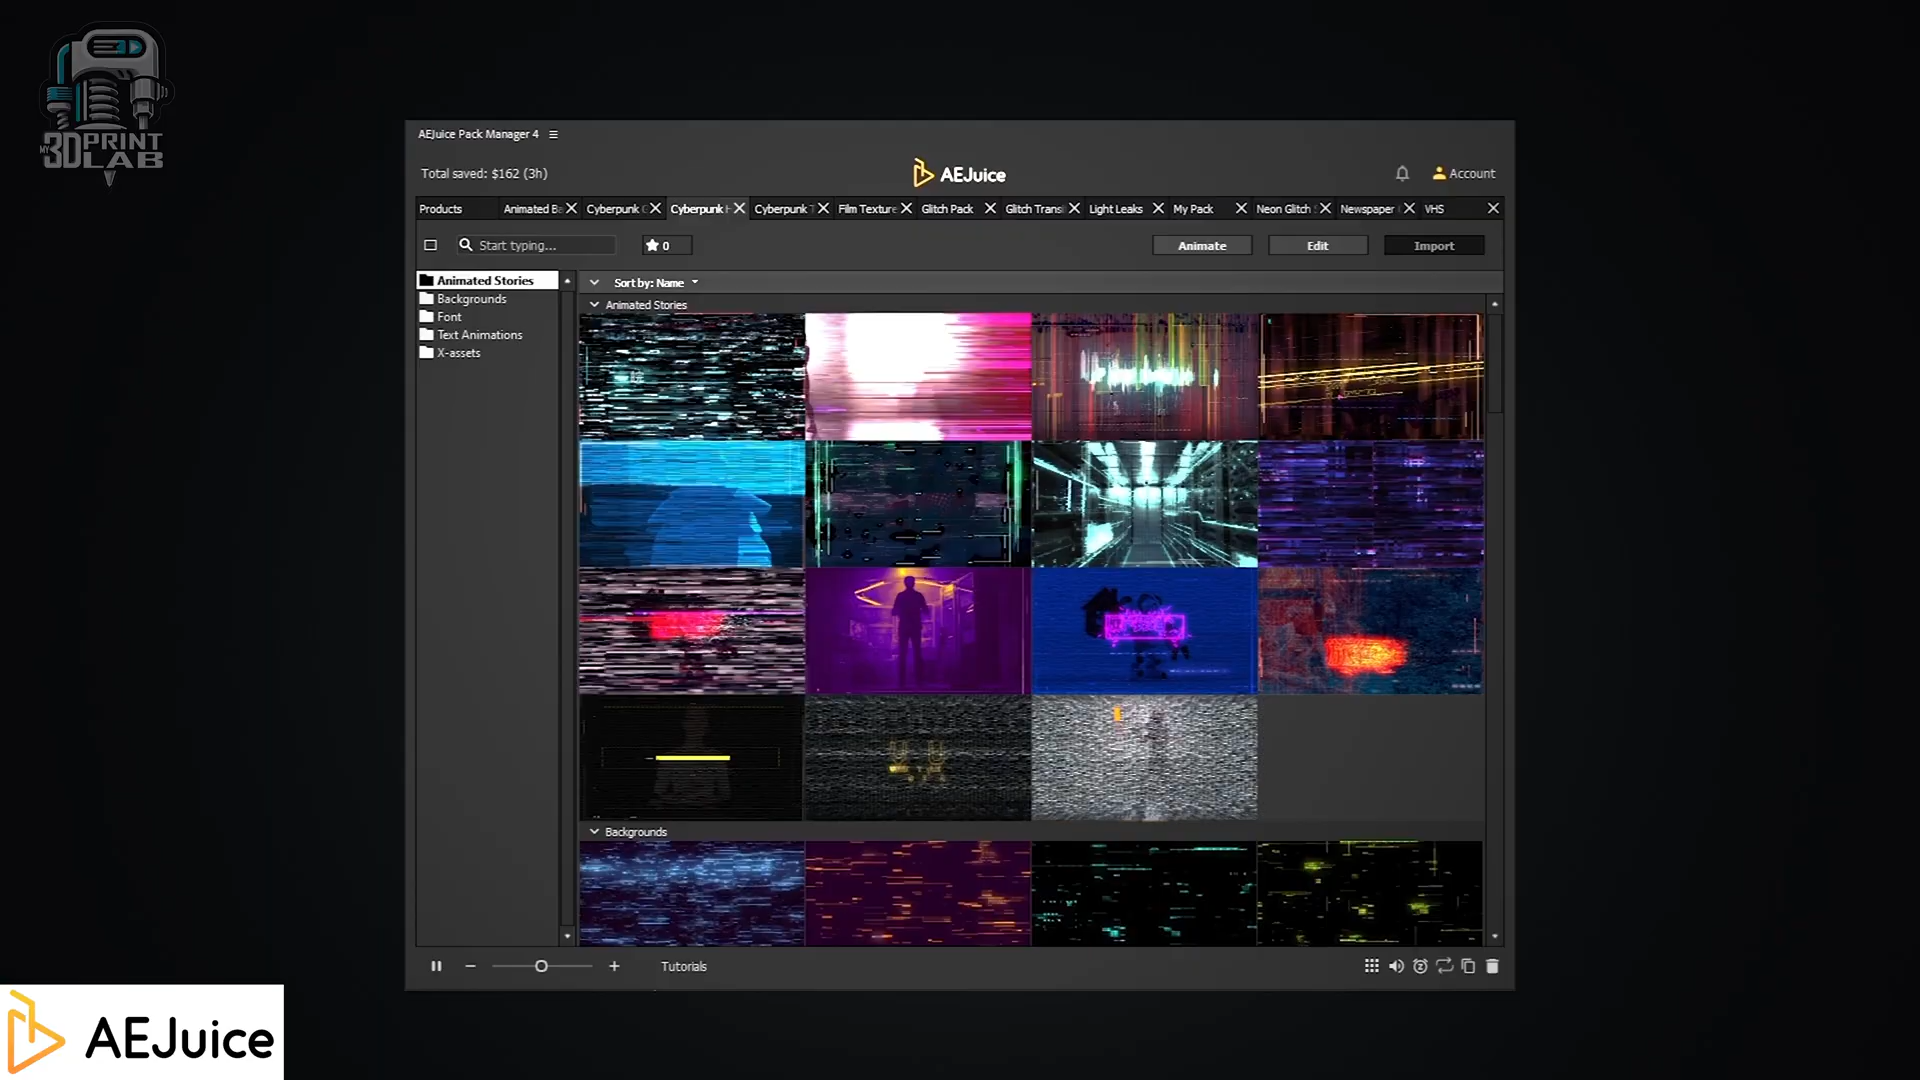 MY 3D PRINT LAB
AEJuice Pack Manager 4
Total saved: $162 (3h)
AEJuice
Account
Products
Animated B
Cyberpunk
Cyberpunk
Cyberpunk
Film Texture
Glitch Pack
Glitch Trans
Light Leaks
My Pack
Neon Glitch
Newspaper
VHS
Start typing...
0
Animate
Edit
Import
Animated Stories
Backgrounds
Font
Text Animations
X-assets
Sort by: Name
Animated Stories
Backgrounds
Tutorials
AEJuice